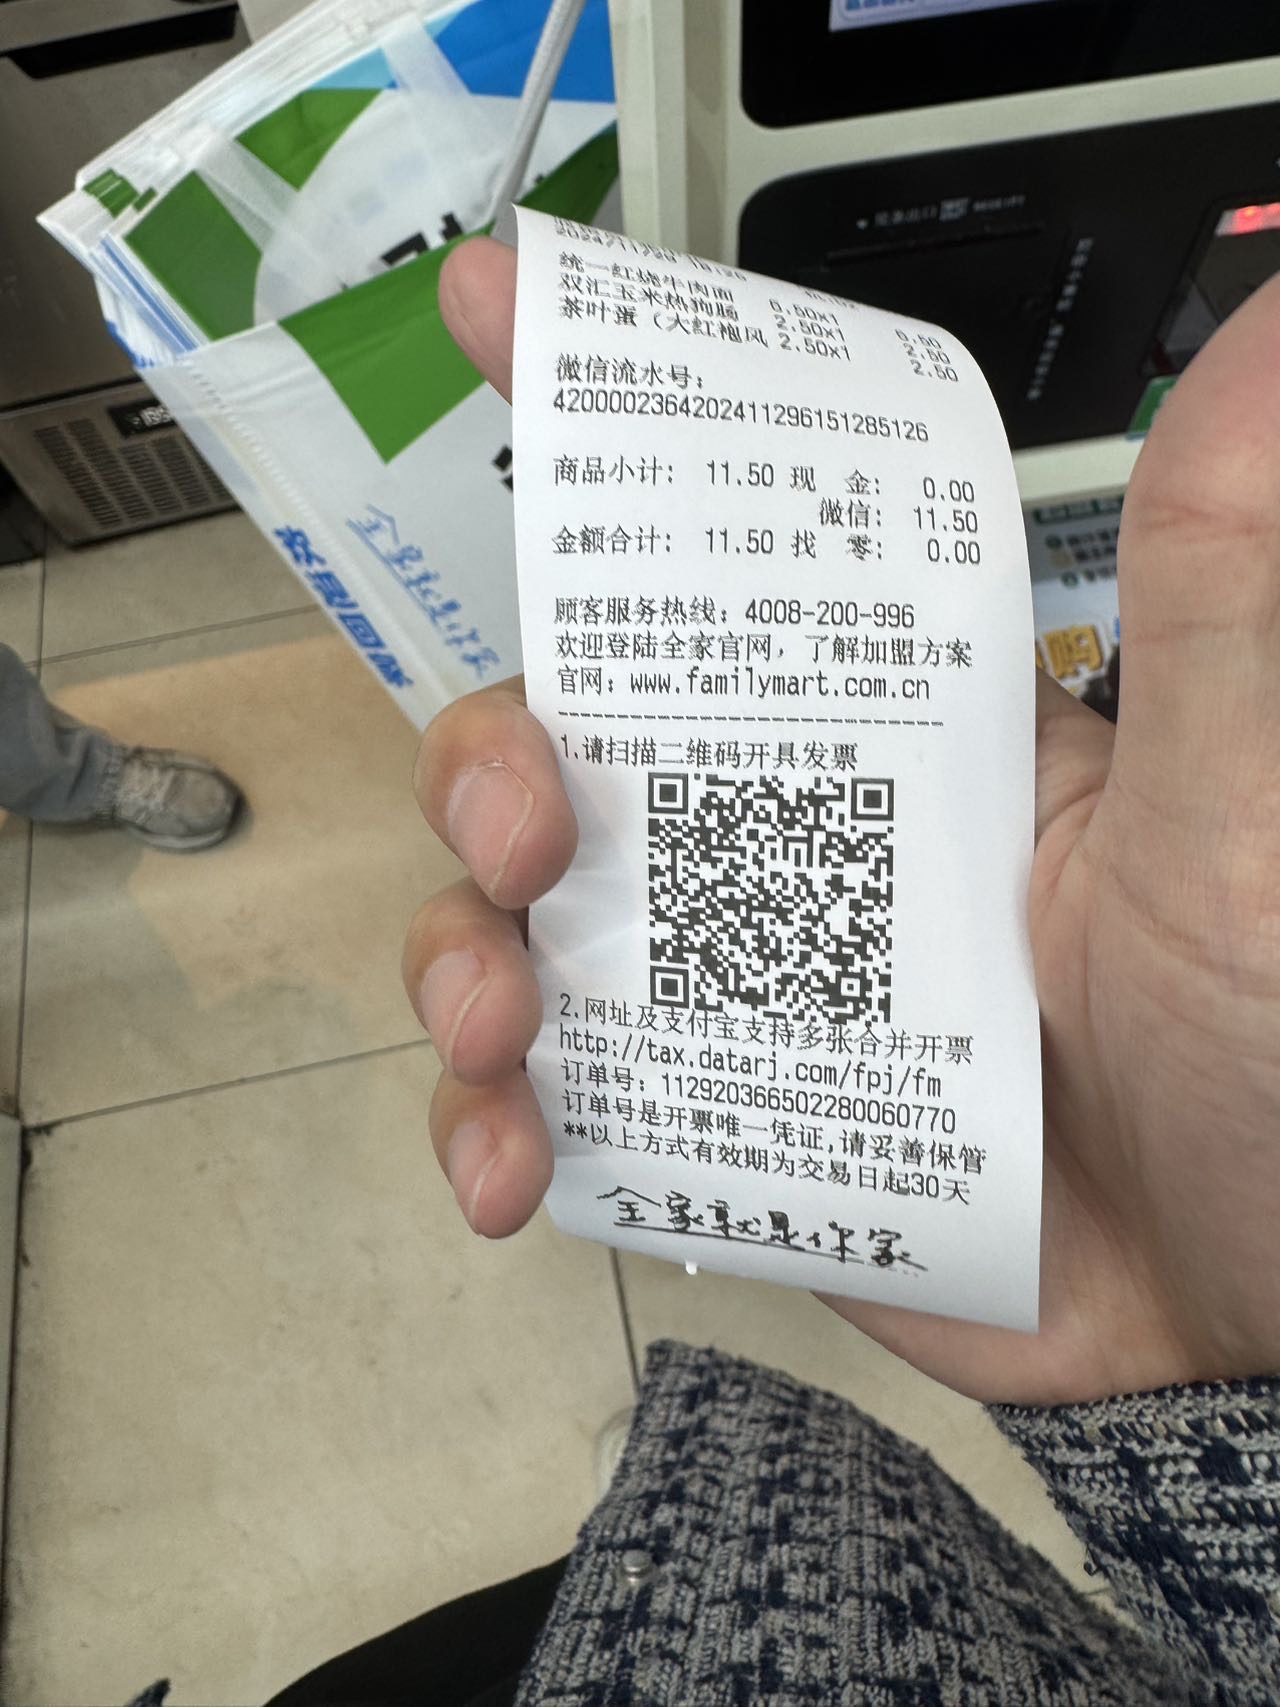 统一红烧牛肉面 6.50x1 6.50
双汇玉米热狗肠 2.50x1 2.50
茶叶蛋（大红袍风 2.50x1 2.50
微信流水号：
4200002364202411296151285126
商品小计： 11.50 现 金： 0.00
微信： 11.50
金额合计： 11.50 找 零： 0.00
顾客服务热线：4008-200-996
欢迎登陆全家官网，了解加盟方案
官网：www.familymart.com.cn
1.请扫描二维码开具发票
2.网址及支付宝支持多张合并开票
http://tax.datarj.com/fpj/fm
订单号：112920366502280060770
订单号是开票唯一凭证,请妥善保管
**以上方式有效期为交易日起30天
全家就是你家
全家就是你家